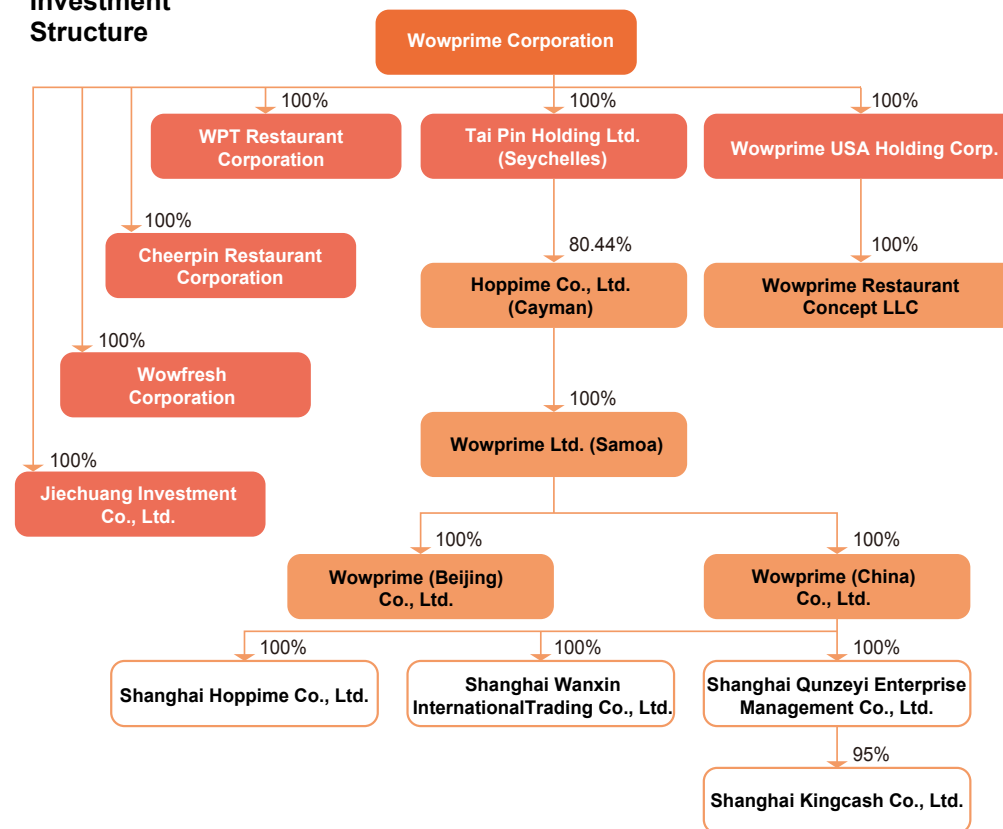 Investment
Structure
Wowprime Corporation
100%
100%
100%
WPT Restaurant
Corporation
Tai Pin Holding Ltd.
(Seychelles)
Wowprime USA Holding Corp.
100%
80.44%
100%
Cheerpin Restaurant
Corporation
Hoppime Co., Ltd.
(Cayman)
Wowprime Restaurant
Concept LLC
100%
Wowfresh
Corporation
100%
Wowprime Ltd. (Samoa)
100%
Jiechuang Investment
Co., Ltd.
100%
100%
Wowprime (Beijing)
Co., Ltd.
Wowprime (China)
Co., Ltd.
100%
100%
100%
Shanghai Hoppime Co., Ltd.
Shanghai Wanxin
InternationalTrading Co., Ltd.
Shanghai Qunzeyi Enterprise
Management Co., Ltd.
95%
Shanghai Kingcash Co., Ltd.